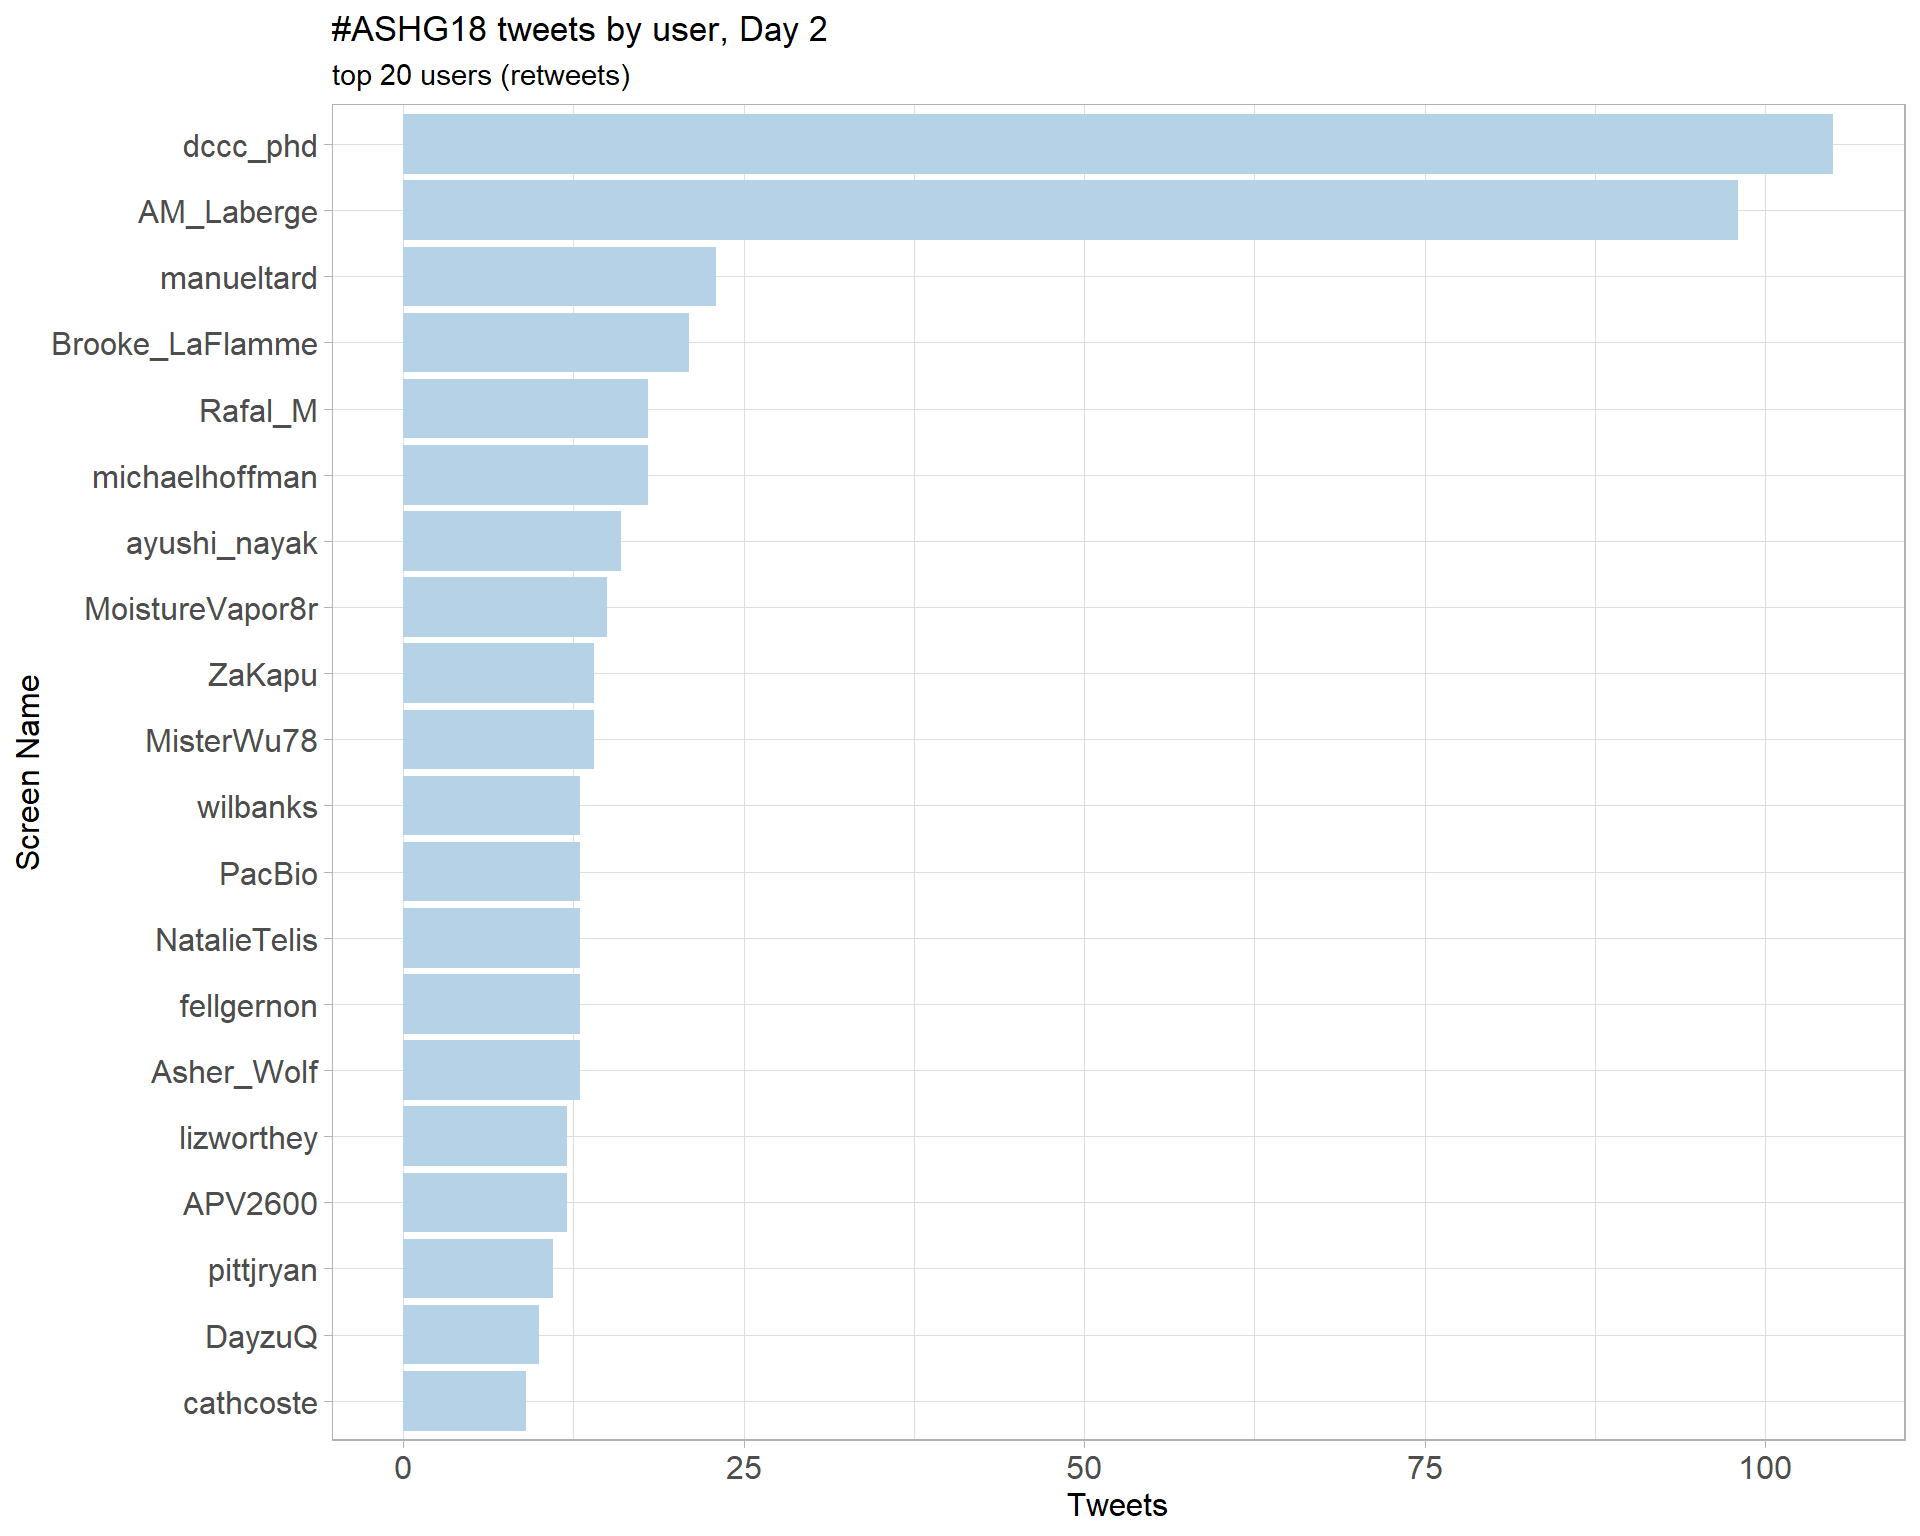 #ASHG18 tweets by user, Day 2
top 20 users (retweets)
dccc_phd
AM_Laberge
manueltard
Brooke_LaFlamme
Rafal_M
michaelhoffman
ayushi_nayak
MoistureVapor8r
ZaKapu
MisterWu78
wilbanks
PacBio
NatalieTelis
fellgernon
Asher_Wolf
lizworthey
APV2600
pittjryan
DayzuQ
cathcoste
Screen Name
0 25 50 75 100
Tweets